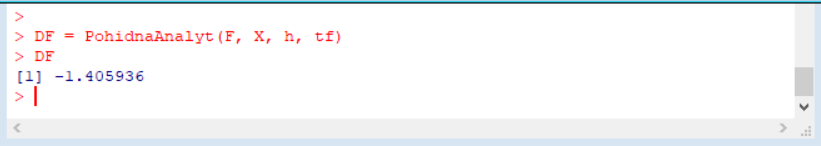 >
> DF = PohidnaAnalyt(F, X, h, tf)
> DF
[1] -1.405936
>